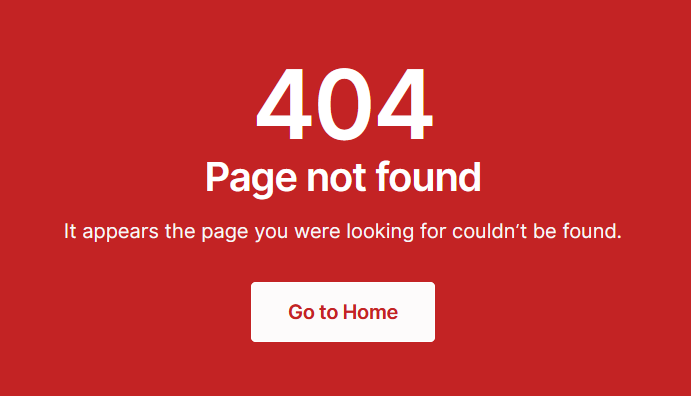 404
Page not found
It appears the page you were looking for couldn’t be found.
Go to Home